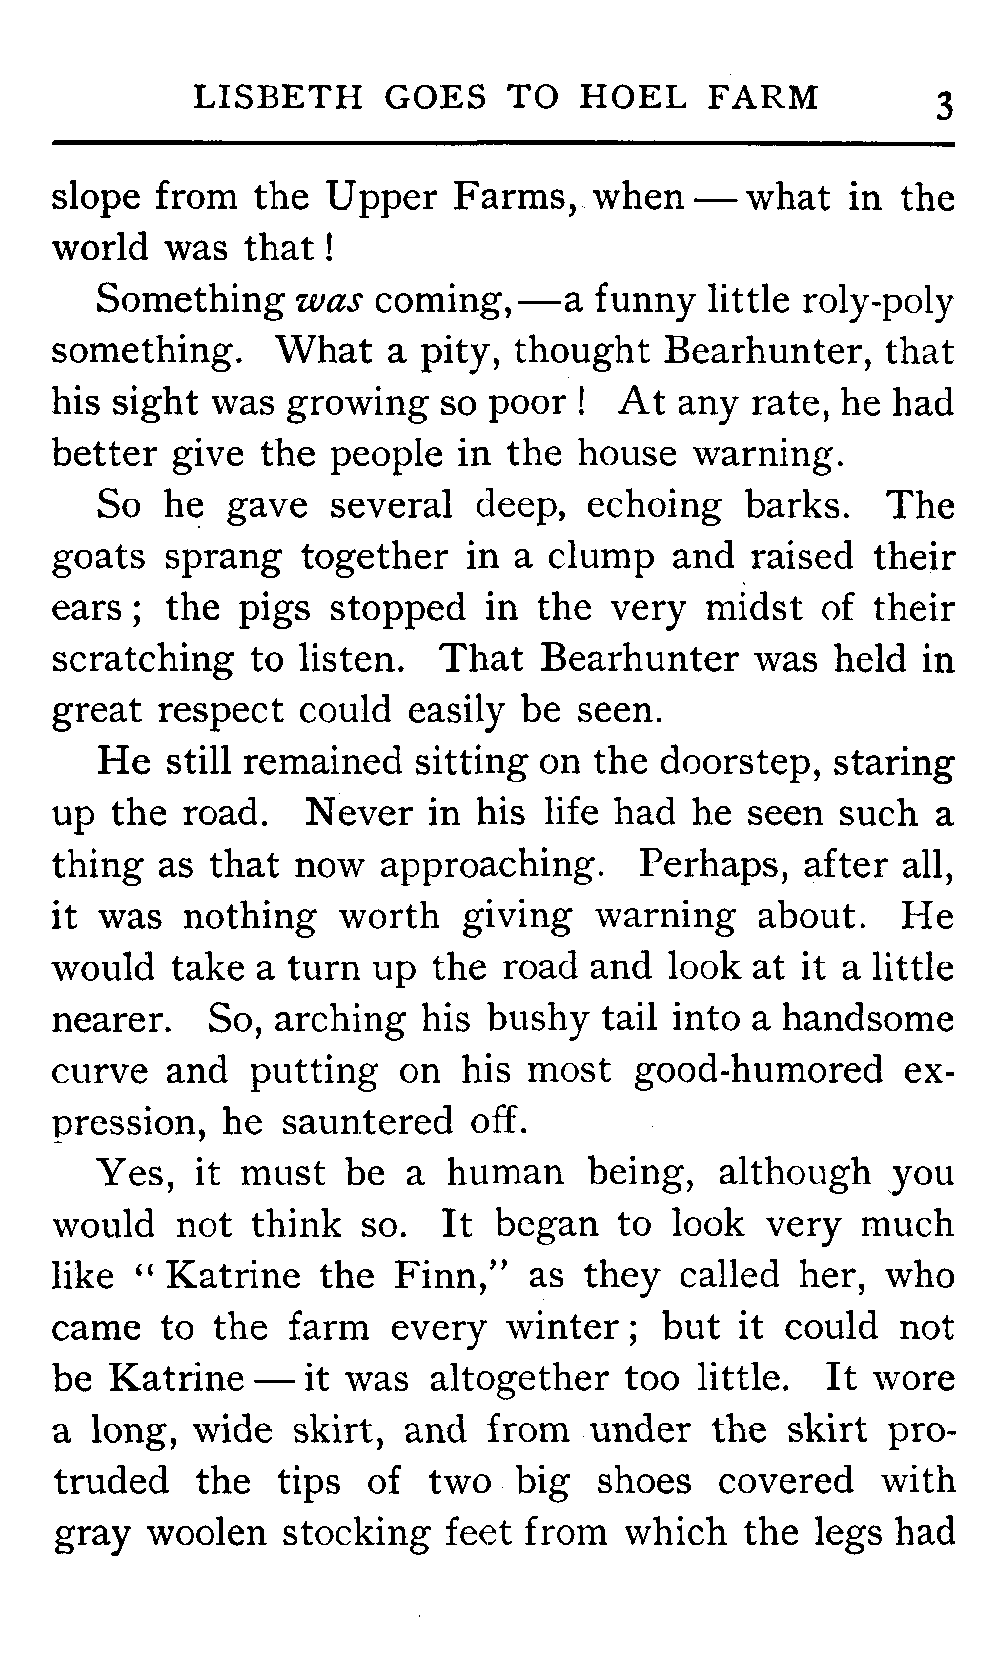 LISBETH GOES TO HOEL FARM 3
slope from the Upper Farms, when — what in the
world was that!
Something was coming,—a funny little roly-poly
something. What a pity, thought Bearhunter, that
his sight was growing so poor! At any rate, he had
better give the people in the house warning.
So he gave several deep, echoing barks. The
goats sprang together in a clump and raised their
ears; the pigs stopped in the very midst of their
scratching to listen. That Bearhunter was held in
great respect could easily be seen.
He still remained sitting on the doorstep, staring
up the road. Never in his life had he seen such a
thing as that now approaching. Perhaps, after all,
it was nothing worth giving warning about. He
would take a turn up the road and look at it a little
nearer. So, arching his bushy tail into a handsome
curve and putting on his most good-humored ex-
pression, he sauntered off.
Yes, it must be a human being, although you
would not think so. It began to look very much
like "Katrine the Finn," as they called her, who
came to the farm every winter; but it could not
be Katrine — it was altogether too little. It wore
a long, wide skirt, and from under the skirt pro-
truded the tips of two big shoes covered with
gray woolen stocking feet from which the legs had